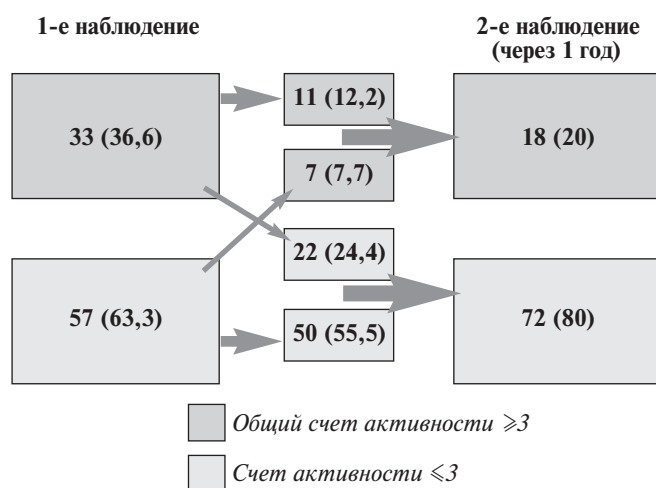 1-е наблюдение
2-е наблюдение
(через 1 год)
33 (36,6)
11 (12,2)
7 (7,7)
18 (20)
57 (63,3)
22 (24,4)
50 (55,5)
72 (80)
Общий счет активности ⩾3
Счет активности ⩽3